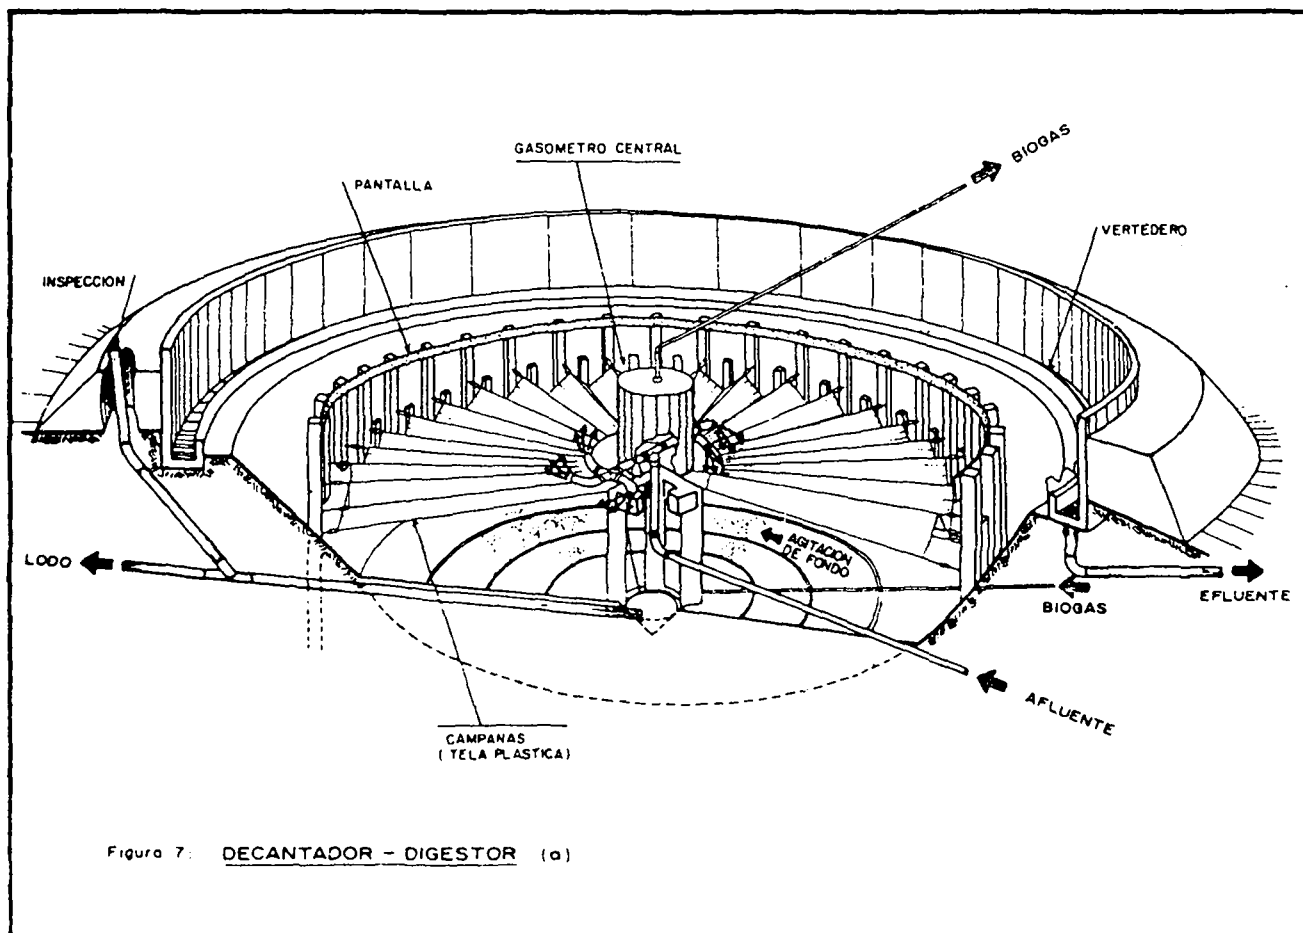 GASOMETRO CENTRAL
BIOGAS
PANTALLA
VERTEDERO
INSPECCION
LODO
AGITACION
DE FONDO
BIOGAS
EFLUENTE
AFLUENTE
CAMPANAS
( TELA PLASTICA)
Figura 7: DECANTADOR - DIGESTOR (a)